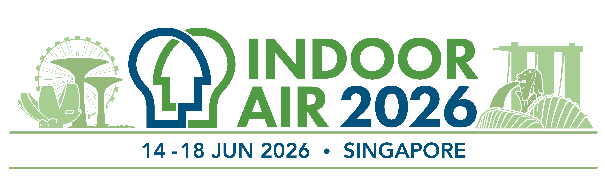 INDOOR
AIR 2026
14 - 18 JUN 2026 • SINGAPORE